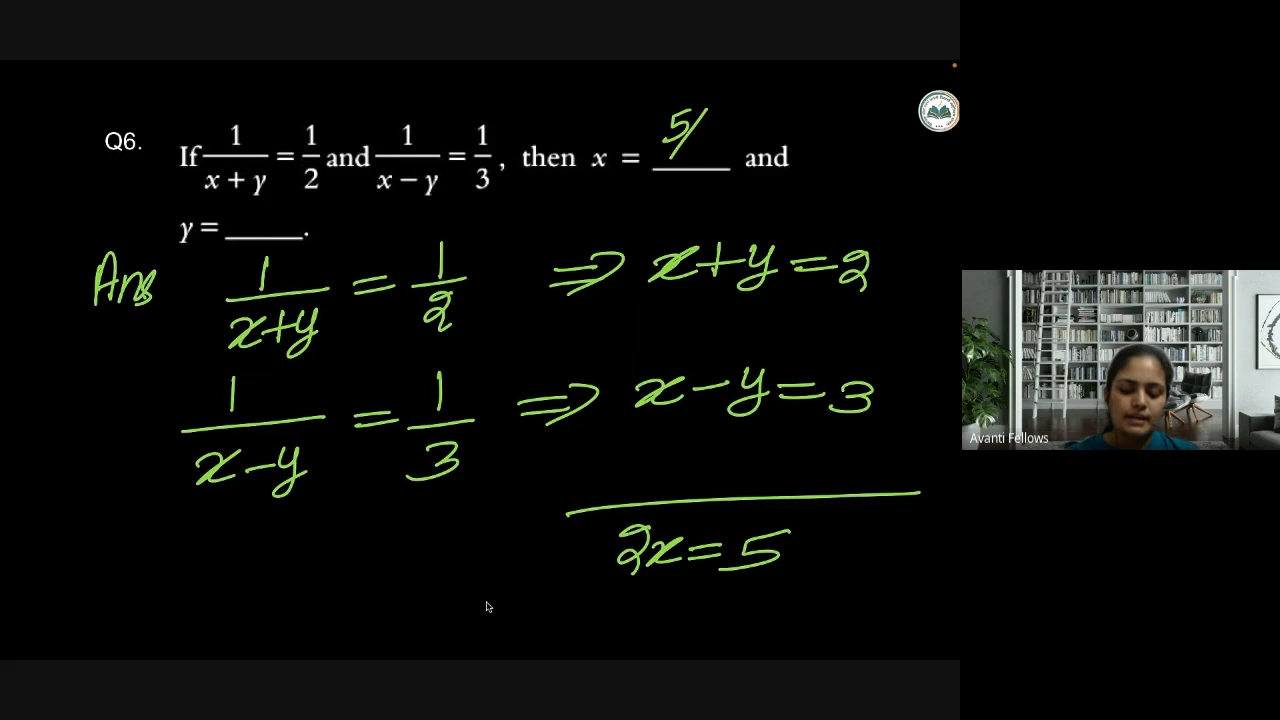 Q6. If 1/(x + y) = 1/2 and 1/(x − y) = 1/3, then x = 5/ ____ and
y = ____.
Ans 1/(x+y) = 1/2 ⇒ x+y=2
1/(x−y) = 1/3 ⇒ x−y=3
2x=5
Avanti Fellows